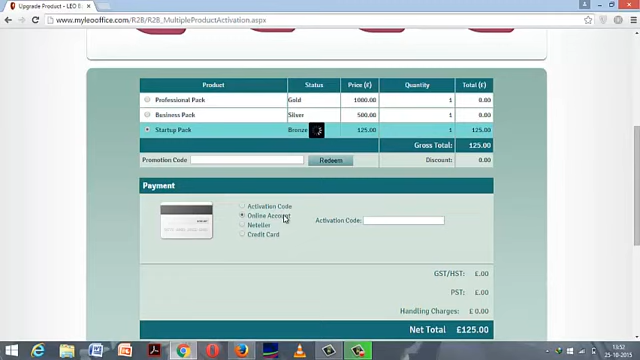 Upgrade Product - LEO B
www.myleooffice.com/R2B/R2B_MultipleProductActivation.aspx
Product Status Price (£) Quantity Total (£)
Professional Pack Gold 1000.00 1 0.00
Business Pack Sliver 500.00 1 0.00
Startup Pack Bronze 125.00 1 125.00
Gross Total: 125.00
Promotion Code Redeem Discount: 0.00
Payment
Activation Code
Online Account
Neteller
Credit Card
Activation Code:
GST/HST: £.00
PST: £.00
Handling Charges: £ 0.00
Net Total £125.00
13:52
25-10-2015